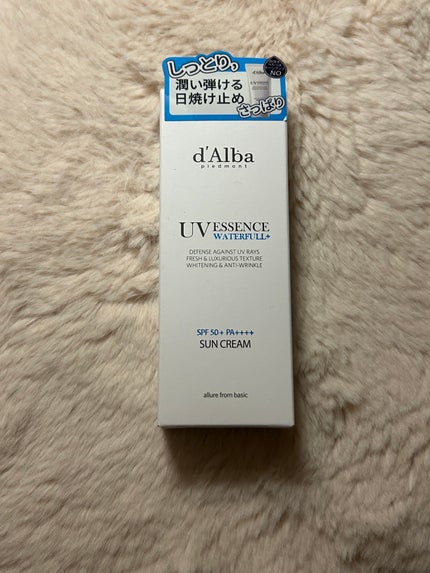 しっとり,
潤い弾ける
日焼け止め
さっぱり
NO
d'Alba
piedmont
UV ESSENCE
WATERFULL+
DEFENSE AGAINST UV RAYS
FRESH & LUXURIOUS TEXTURE
WHITENING & ANTI-WRINKLE
SPF 50+ PA++++
SUN CREAM
allure from basic